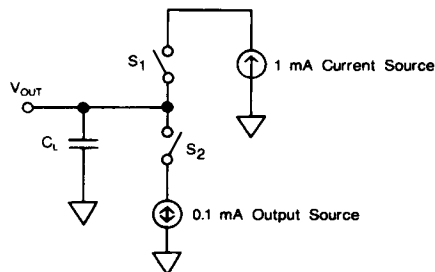 S1
1 mA Current Source
VOUT
CL
S2
0.1 mA Output Source